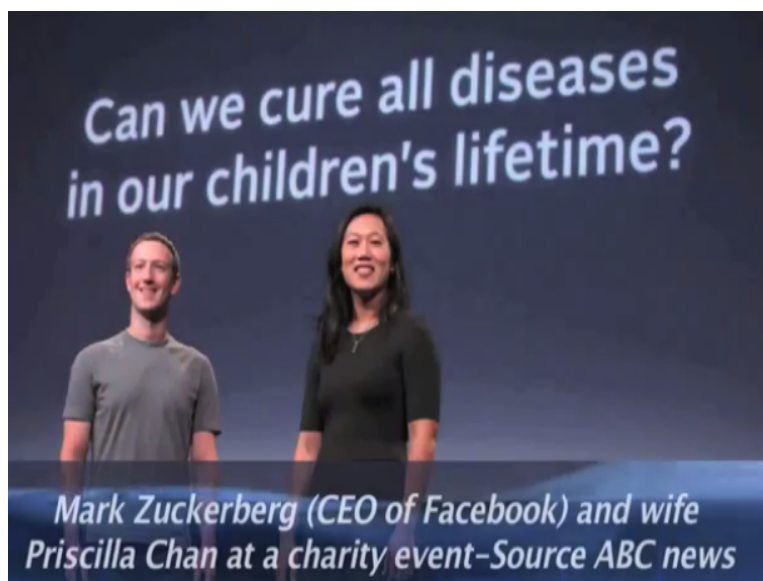 Can we cure all diseases
in our children's lifetime?
Mark Zuckerberg (CEO of Facebook) and wife
Priscilla Chan at a charity event-Source ABC news